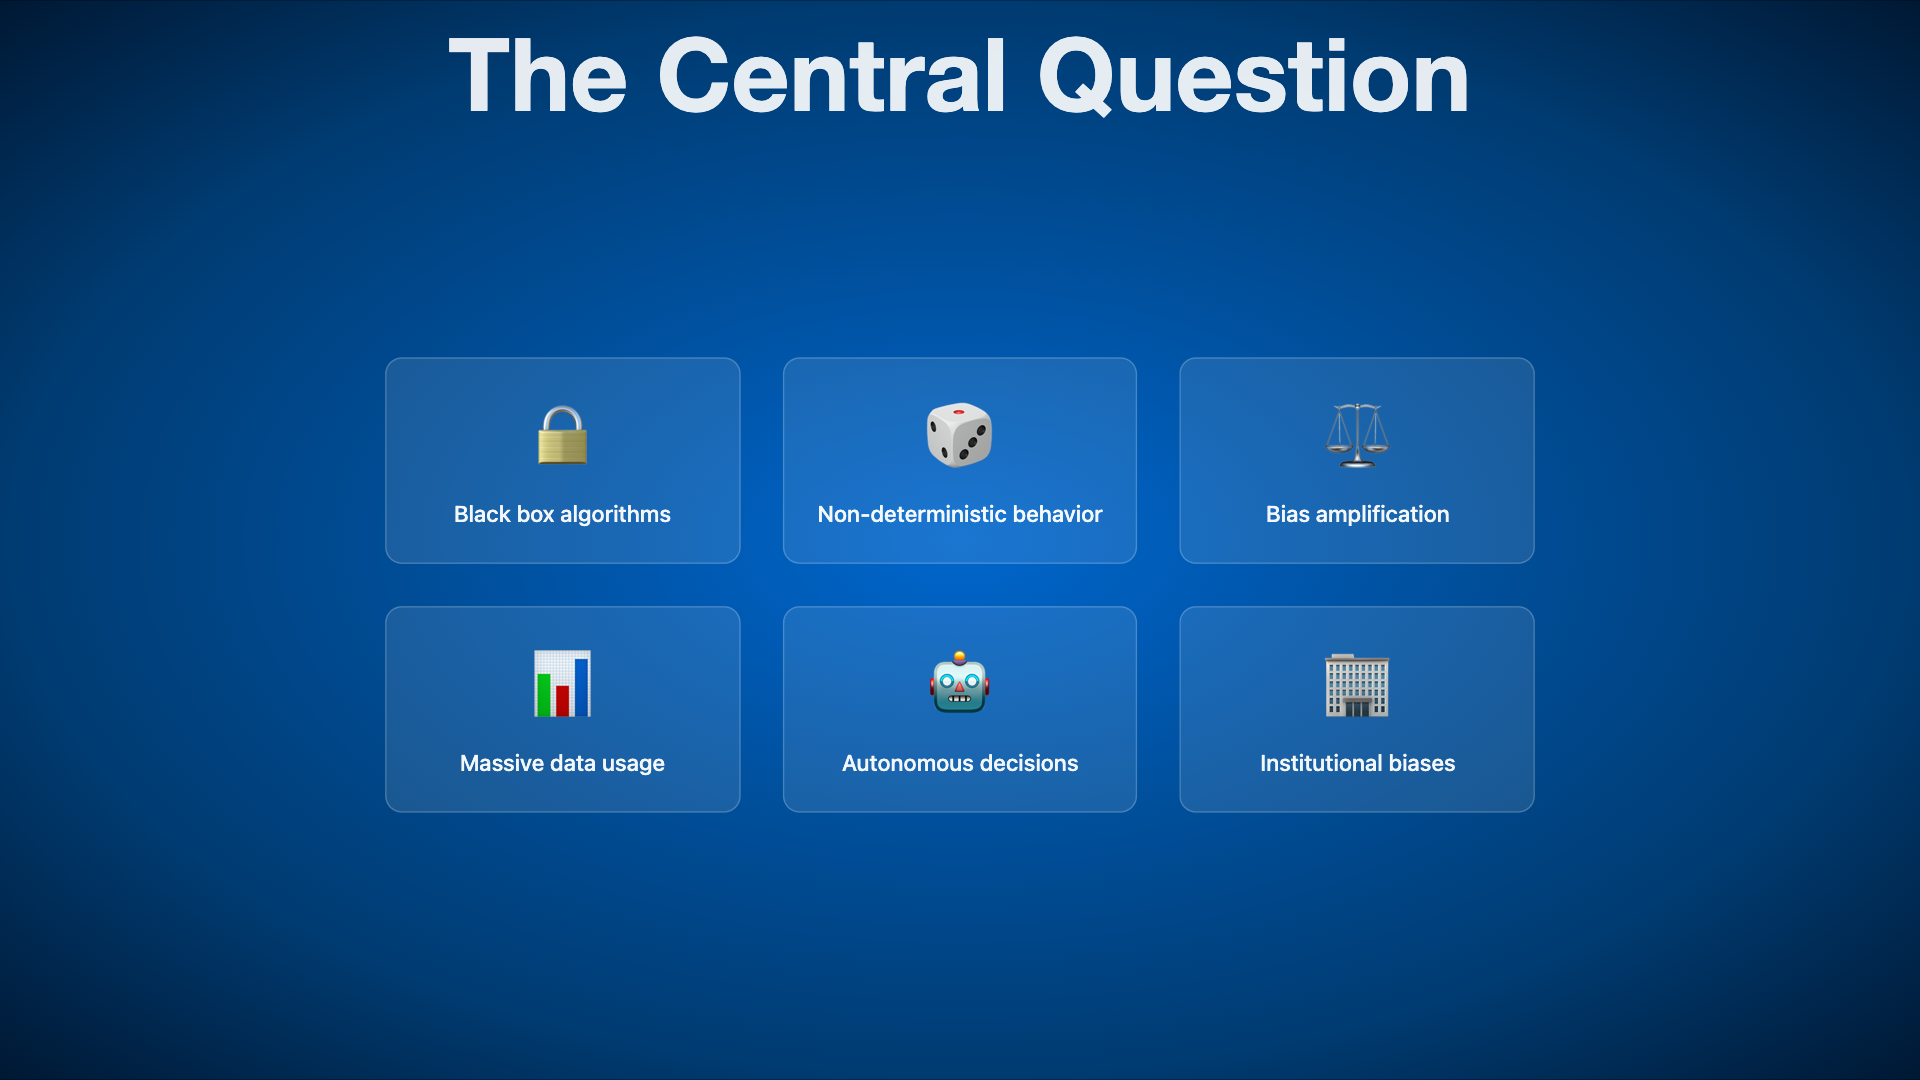 The Central Question
Black box algorithms
Non-deterministic behavior
Bias amplification
Massive data usage
Autonomous decisions
Institutional biases